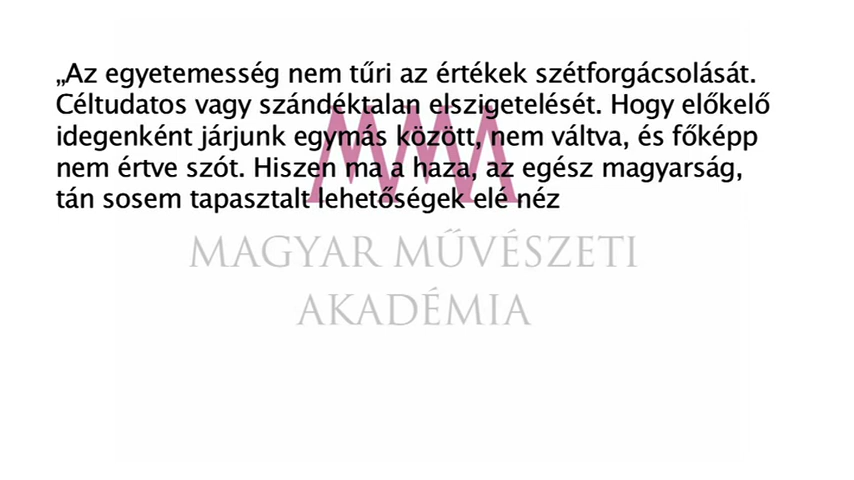 „Az egyetemesség nem tűri az értékek szétforgácsolását.
Céltudatos vagy szándéktalan elszigetelését. Hogy előkelő
idegenként járjunk egymás között, nem váltva, és főképp
nem értve szót. Hiszen ma a haza, az egész magyarság,
tán sosem tapasztalt lehetőségek elé néz
MAGYAR MŰVÉSZETI
AKADÉMIA